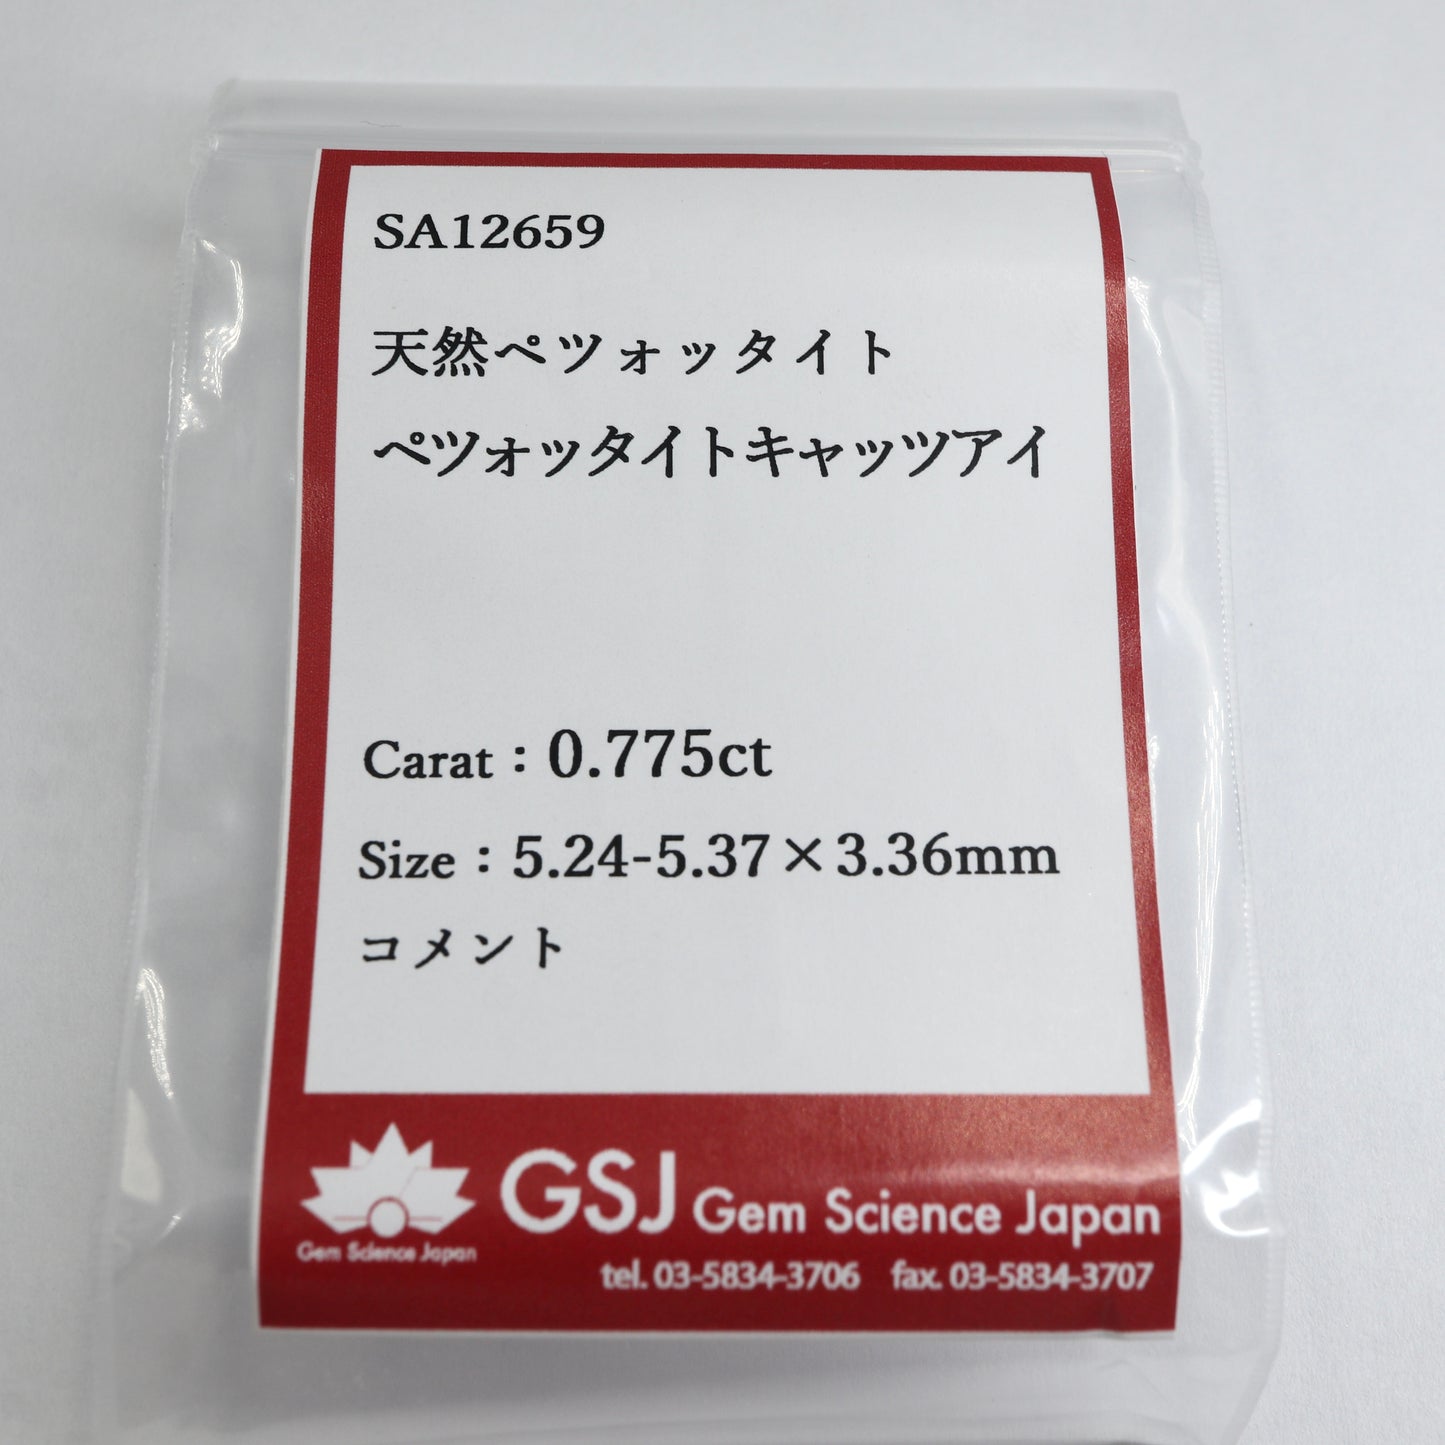 SA12659
天然ペツォッタイト
ペツォッタイトキャッツアイ
Carat：0.775ct
Size：5.24-5.37×3.36mm
コメント
GSJ Gem Science Japan
Gem Science Japan
tel. 03-5834-3706 fax. 03-5834-3707